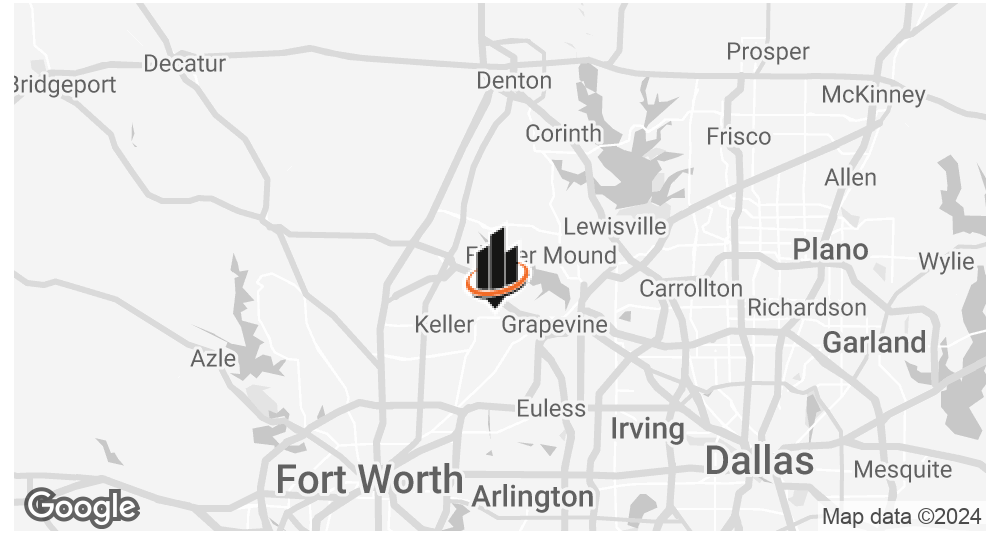 Prosper
Decatur
Denton
Bridgeport
McKinney
Corinth
Frisco
Allen
Lewisville
Plano
Mound
Wylie
Carrollton
Richardson
Keller
Grapevine
Garland
Azle
Euless
Irving
Dallas
Mesquite
Fort Worth
Arlington
Google
Map data ©2024